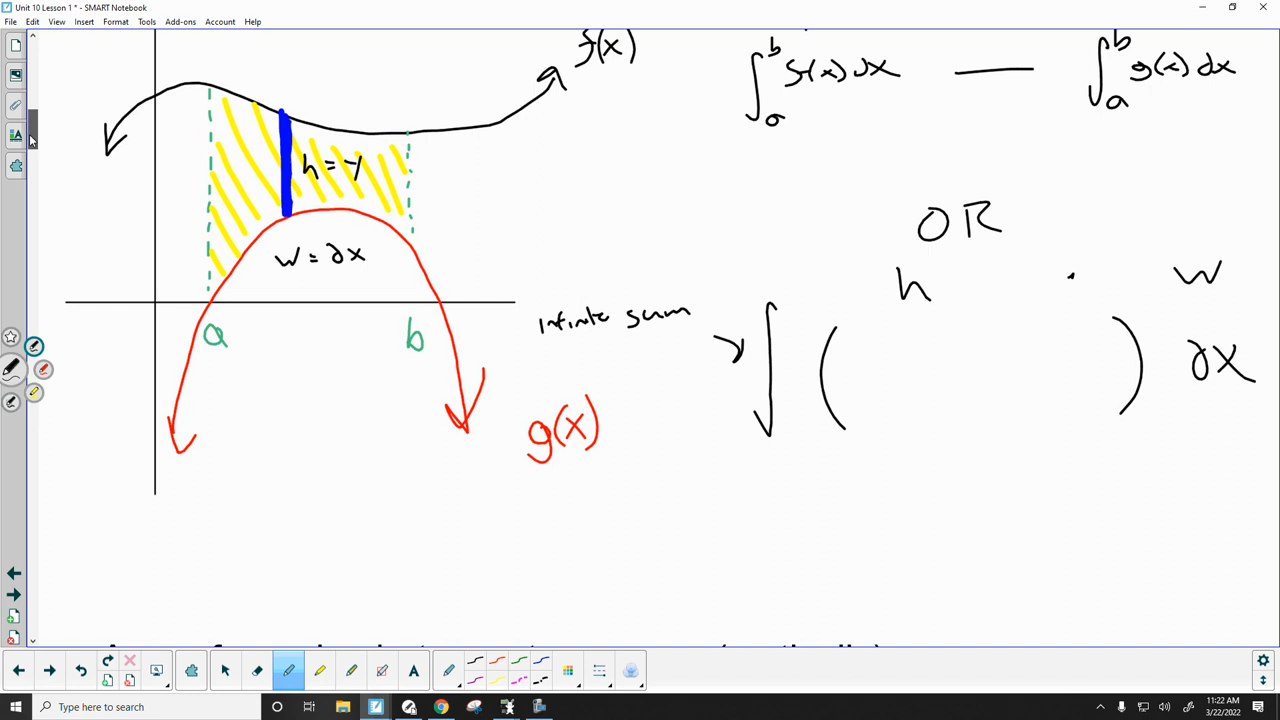 Unit 10 Lesson 1 * - SMART Notebook
File Edit View Insert Format Tools Add-ons Account Help
f(x)
∫ₐᵇ f(x) dx — ∫ₐᵇ g(x) dx
h = y
OR
w = dx
h · w
a b
infinite sum
∫ ( ) dx
g(x)
A
Type here to search
11:22 AM
3/22/2022